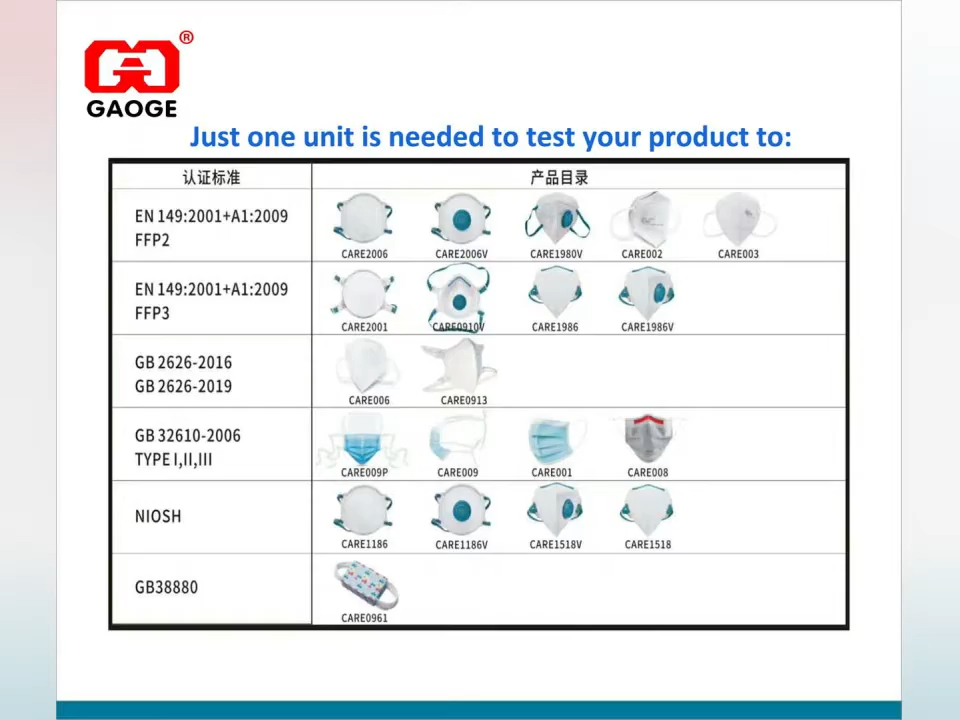 ®
GAOGE
Just one unit is needed to test your product to:
认证标准 产品目录
EN 149:2001+A1:2009
FFP2
CARE2006 CARE2006V CARE1980V CARE002 CARE003
EN 149:2001+A1:2009
FFP3
CARE2001 CARE0910V CARE1986 CARE1986V
GB 2626-2016
GB 2626-2019
CARE006 CARE0913
GB 32610-2006
TYPE I,II,III
CARE009P CARE009 CARE001 CARE008
NIOSH
CARE1186 CARE1186V CARE1518V CARE1518
GB38880
CARE0961